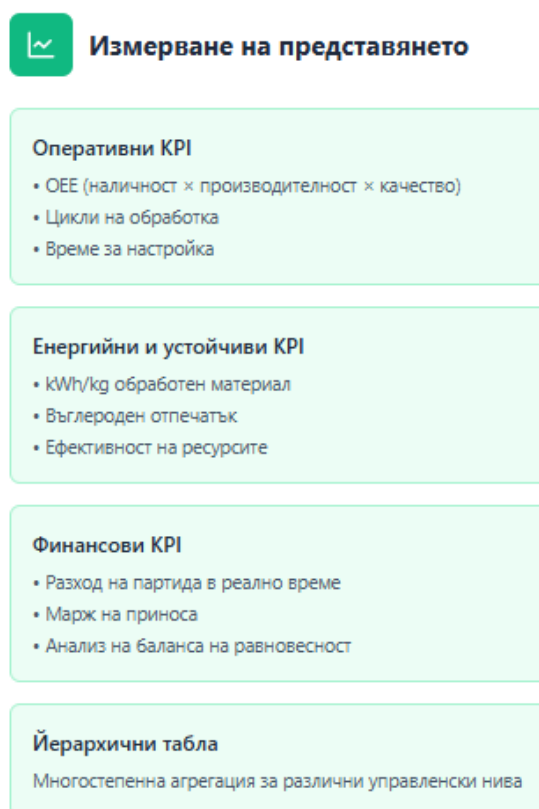 Измерване на представянето
Оперативни KPI
• OEE (наличност × производителност × качество)
• Цикли на обработка
• Време за настройка
Енергийни и устойчиви KPI
• kWh/kg обработен материал
• Въглероден отпечатък
• Ефективност на ресурсите
Финансови KPI
• Разход на партида в реално време
• Марж на приноса
• Анализ на баланса на равновесност
Йерархични табла
Многостепенна агрегация за различни управленски нива